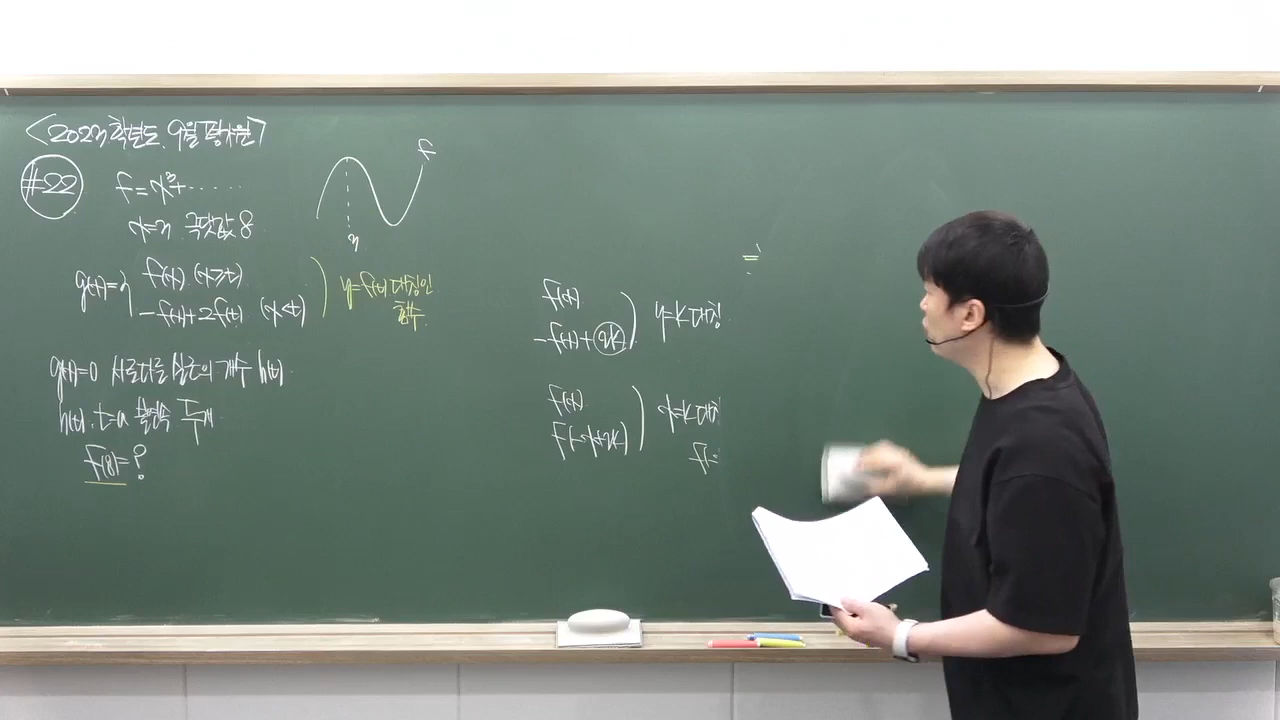 <2023학년도 9월 평가원>
#22
f=x³+······
x=n 극댓값 8
f
n
g(x)={ f(x) (x≥t)
-f(x)+2f(t) (x<t)
y=f(t) 대칭인
함수.
g(x)=0 서로다른 실근의 개수 h(t)
h(t), t=a 불연속 두개
f(8)=?
f(x)
-f(x)+2k
y=k 대칭.
f(x)
f(-x+2k)
x=k 대칭
f(=
=